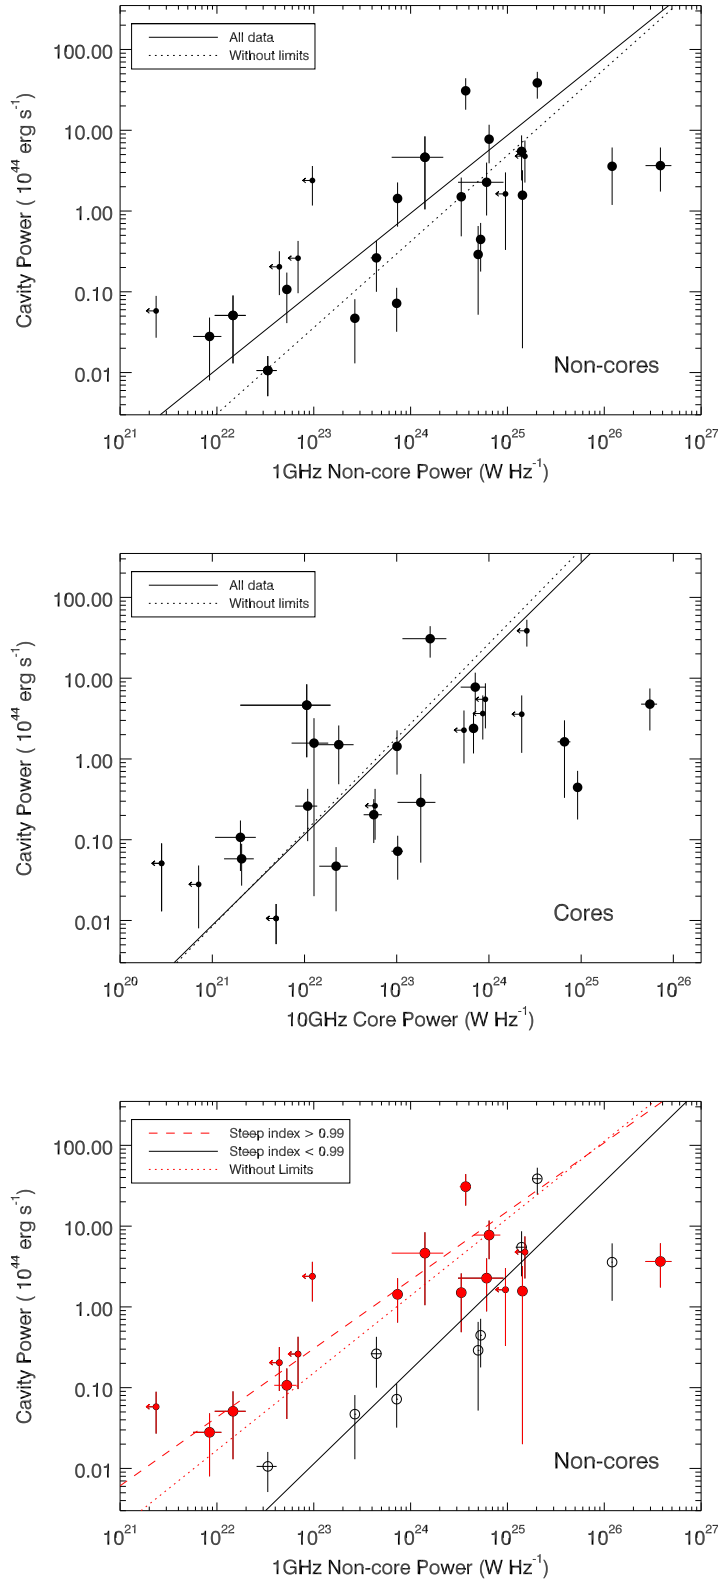 All data
Without limits
100.00
10.00
1.00
0.10
0.01
Cavity Power ( 10^44 erg s^-1)
Non-cores
10^21 10^22 10^23 10^24 10^25 10^26 10^27
1GHz Non-core Power (W Hz^-1)
All data
Without limits
100.00
10.00
1.00
0.10
0.01
Cavity Power ( 10^44 erg s^-1)
Cores
10^20 10^21 10^22 10^23 10^24 10^25 10^26
10GHz Core Power (W Hz^-1)
Steep index > 0.99
Steep index < 0.99
Without Limits
100.00
10.00
1.00
0.10
0.01
Cavity Power ( 10^44 erg s^-1)
Non-cores
10^21 10^22 10^23 10^24 10^25 10^26 10^27
1GHz Non-core Power (W Hz^-1)